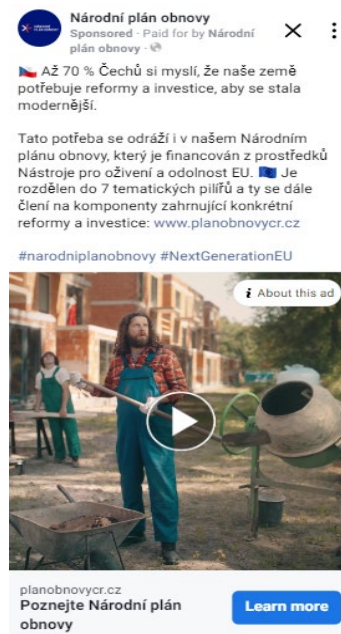 Národní plán obnovy
Sponsored · Paid for by Národní
plán obnovy ·
🇨🇿 Až 70 % Čechů si myslí, že naše země
potřebuje reformy a investice, aby se stala
modernější.
Tato potřeba se odráží i v našem Národním
plánu obnovy, který je financován z prostředků
Nástroje pro oživení a odolnost EU. 🇪🇺 Je
rozdělen do 7 tematických pilířů a ty se dále
člení na komponenty zahrnující konkrétní
reformy a investice: www.planobnovycr.cz
#narodniplanobnovy #NextGenerationEU
About this ad
planobnovycr.cz
Poznejte Národní plán
obnovy
Learn more